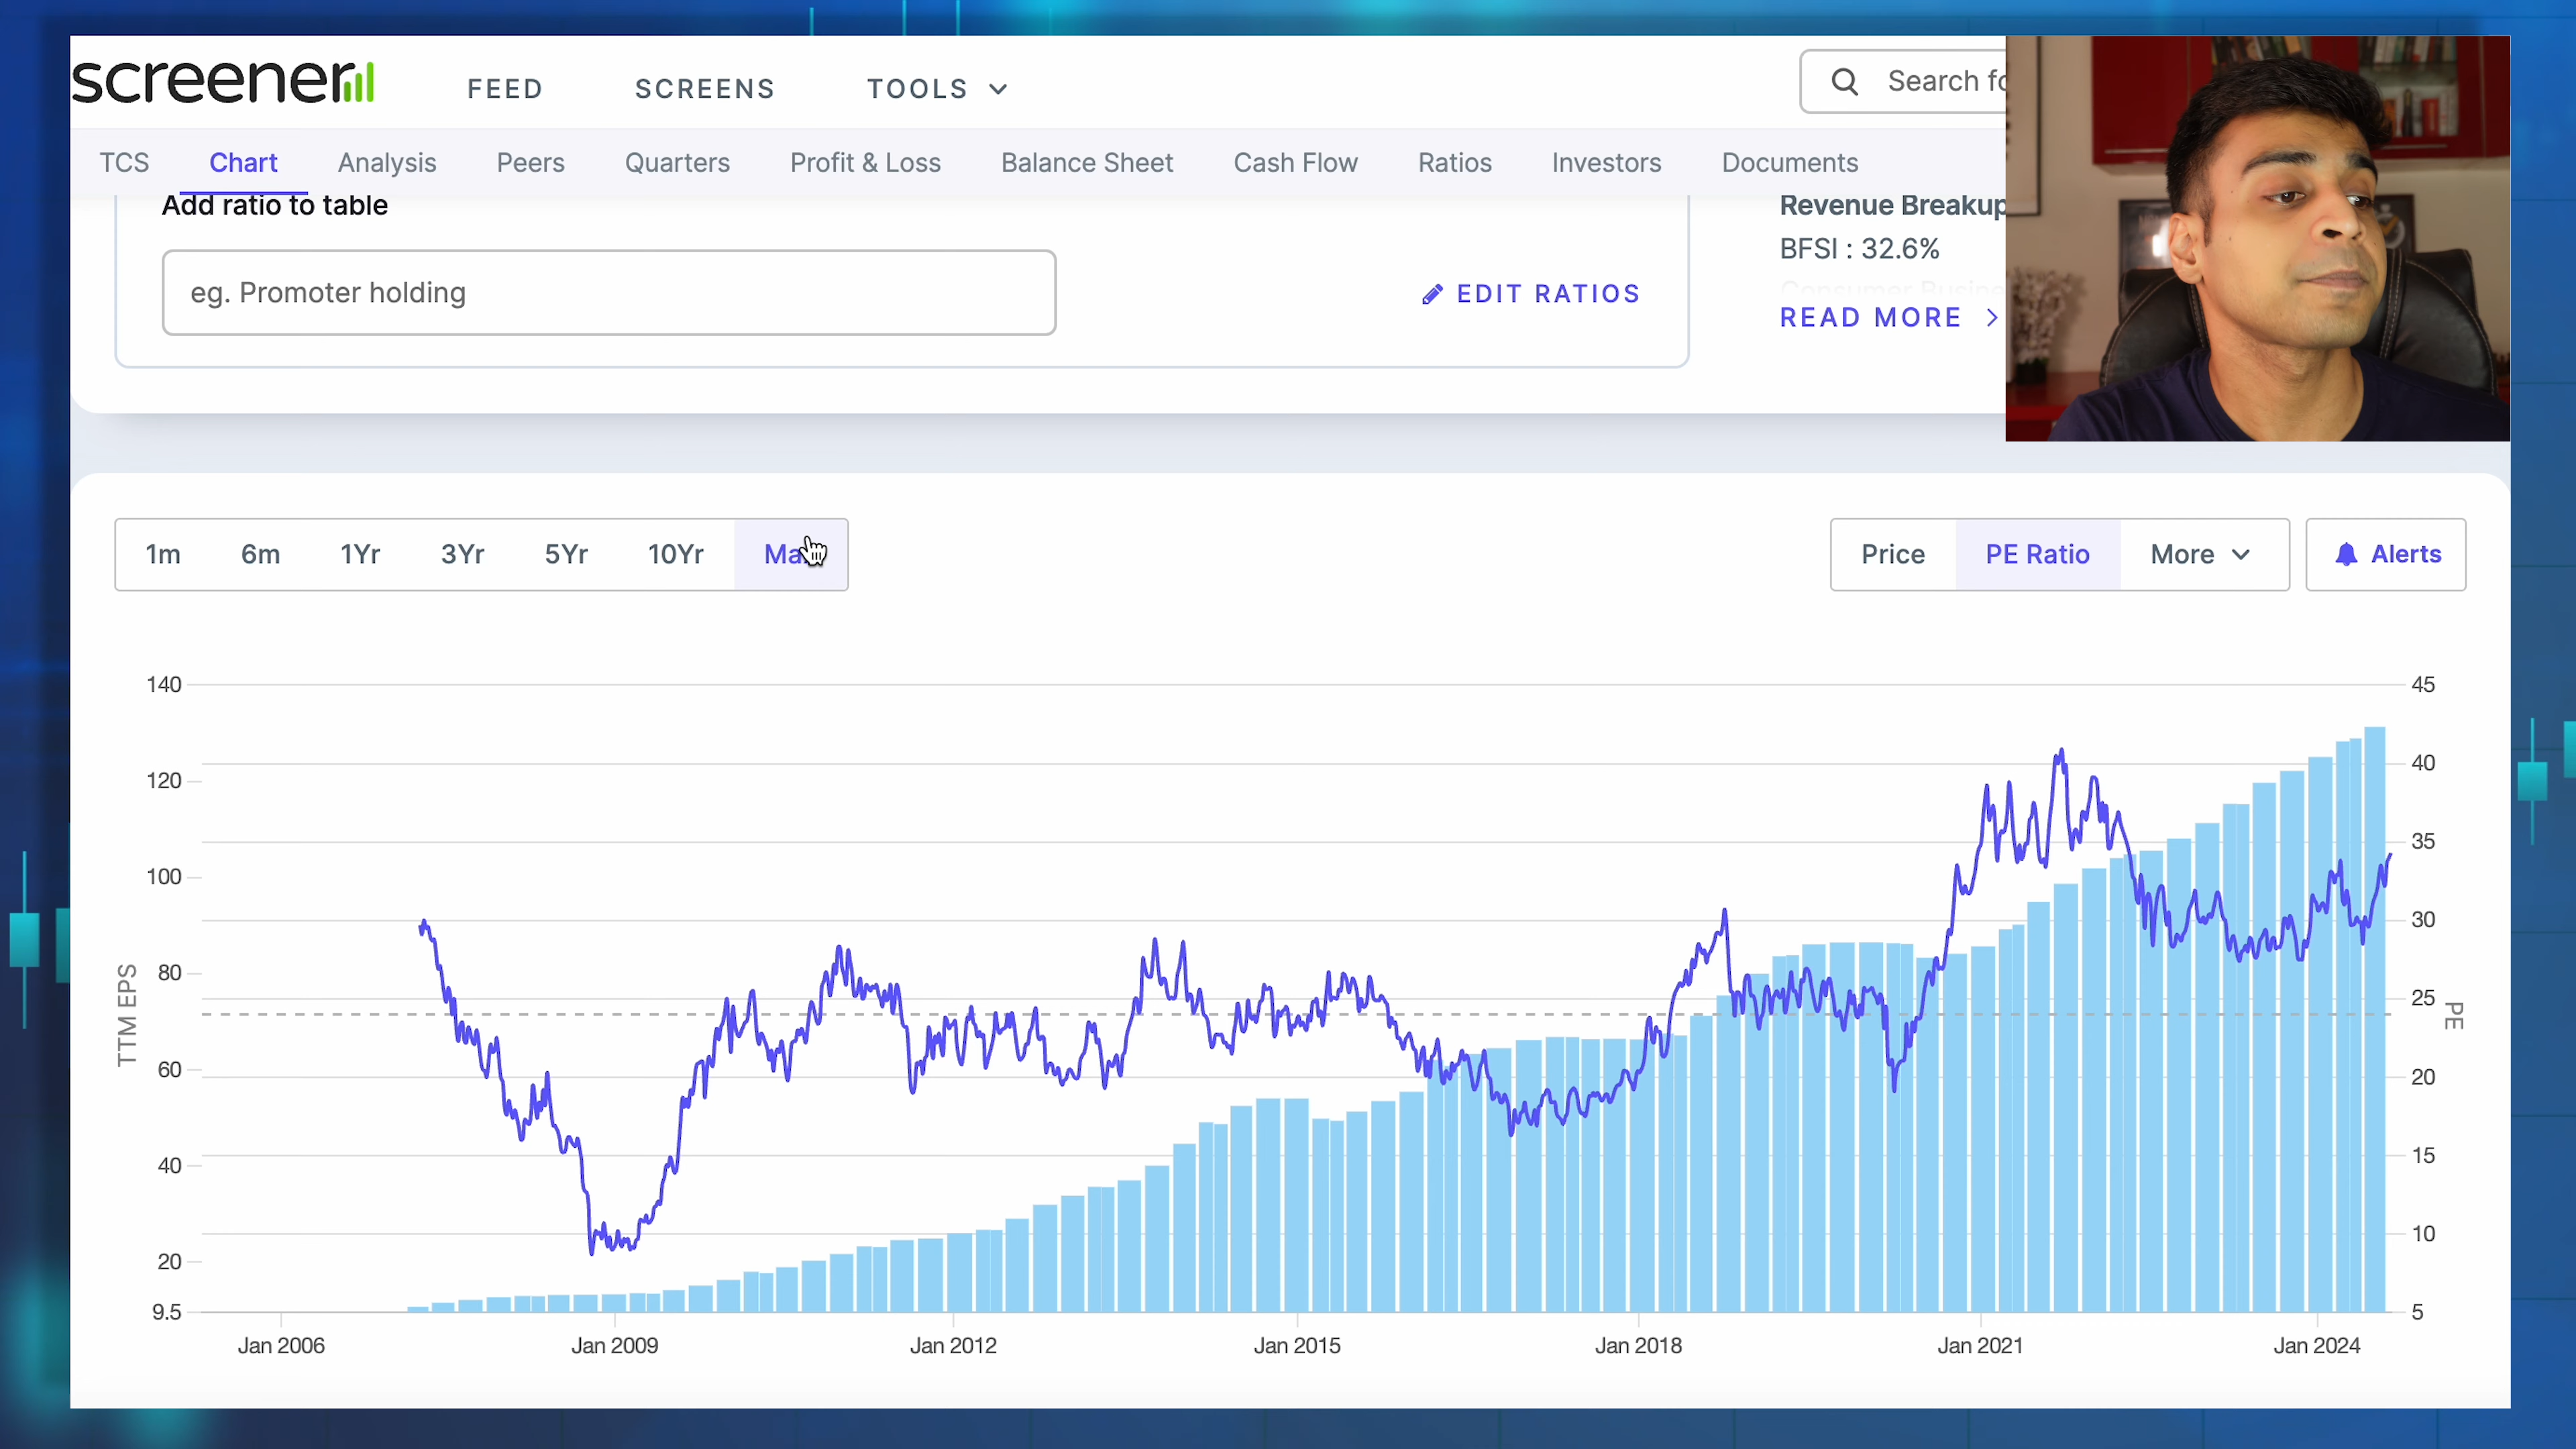 screener
FEED SCREENS TOOLS
Search fo
TCS Chart Analysis Peers Quarters Profit & Loss Balance Sheet Cash Flow Ratios Investors Documents
Add ratio to table
eg. Promoter holding
EDIT RATIOS
Revenue Breakup
BFSI : 32.6%
Consumer Busine
READ MORE
1m 6m 1Yr 3Yr 5Yr 10Yr Ma
Price PE Ratio More Alerts
140
120
100
80
60
40
20
9.5
TTM EPS
45
40
35
30
25
20
15
10
5
PE
Jan 2006 Jan 2009 Jan 2012 Jan 2015 Jan 2018 Jan 2021 Jan 2024